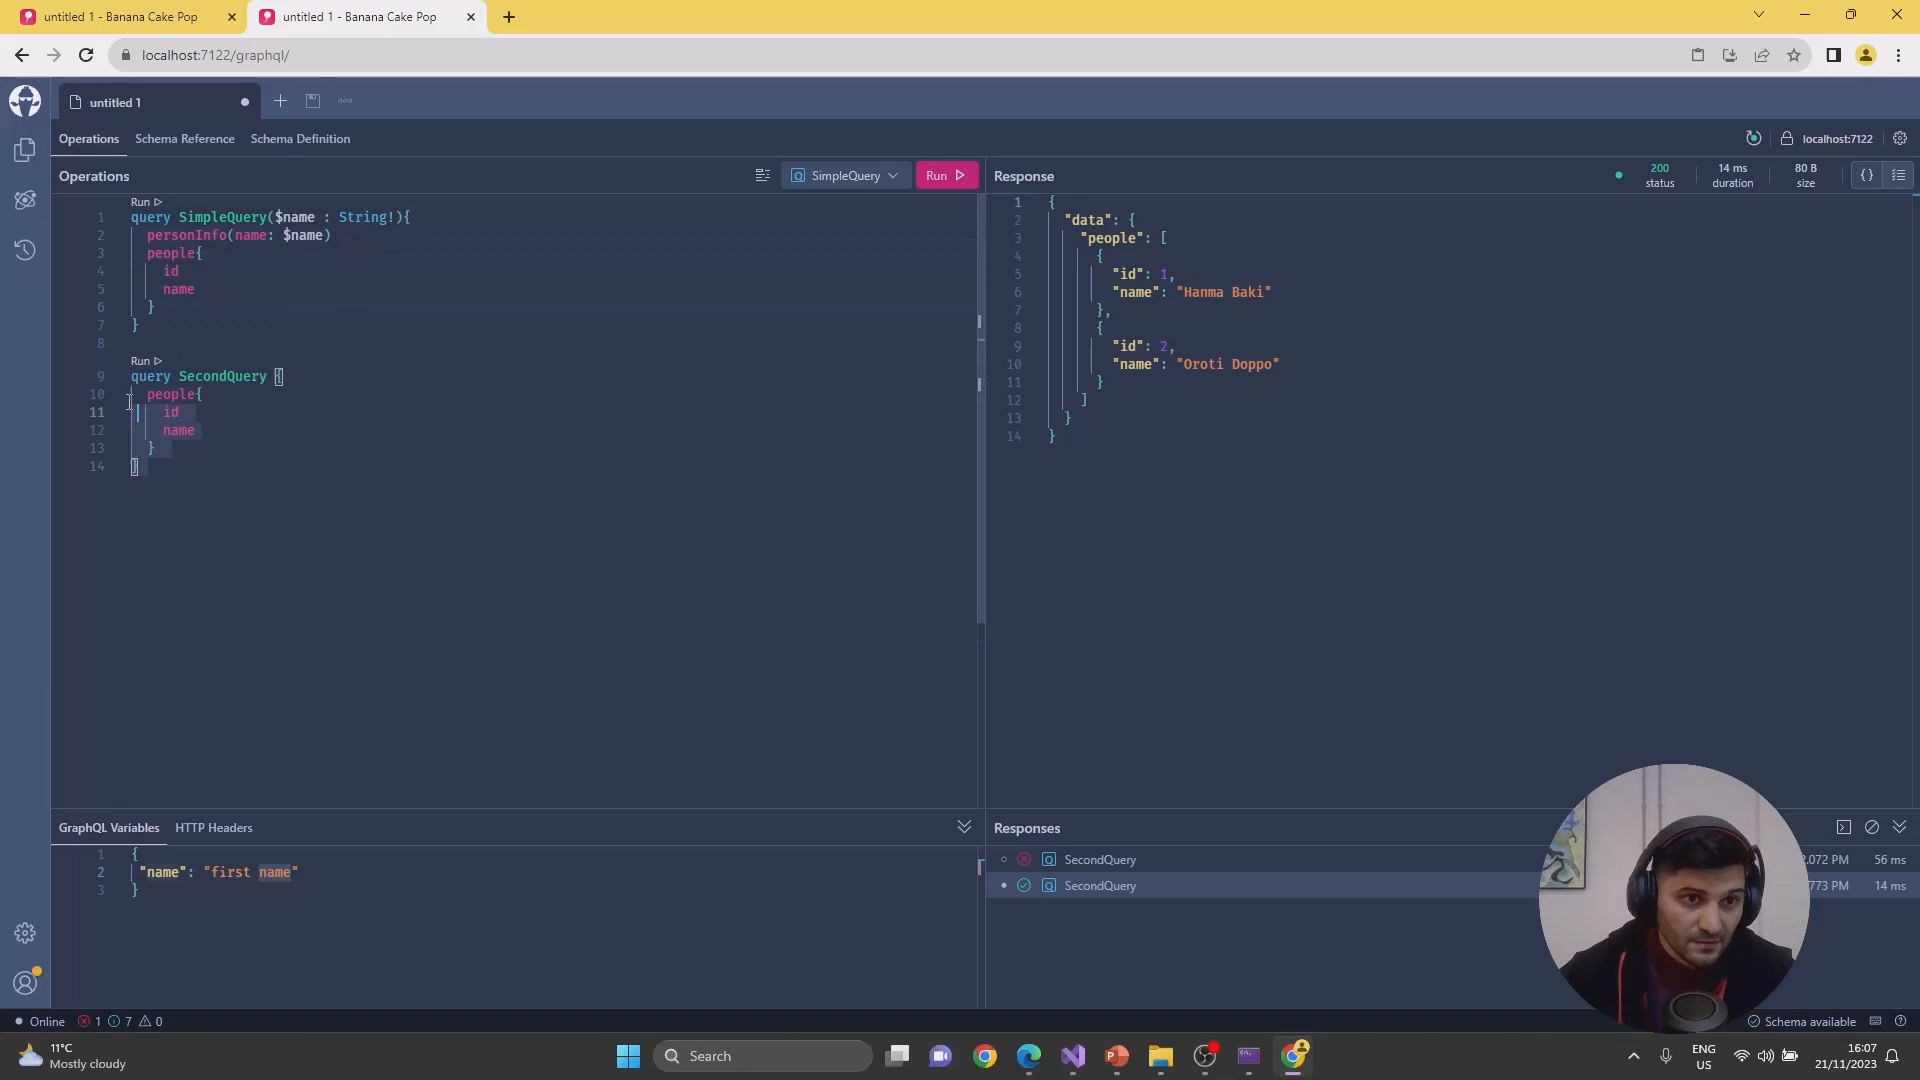 untitled 1 - Banana Cake Pop
untitled 1 - Banana Cake Pop
localhost:7122/graphql/
untitled 1
Operations Schema Reference Schema Definition
localhost:7122
Operations
SimpleQuery
Run
Response
200 status
14 ms duration
80 B size
Run
1 query SimpleQuery($name : String!){
2 personInfo(name: $name)
3 people{
4 id
5 name
6 }
7 }
8
Run
9 query SecondQuery {
10 people{
11 id
12 name
13 }
14 }
1 {
2 "data": {
3 "people": [
4 {
5 "id": 1,
6 "name": "Hanma Baki"
7 },
8 {
9 "id": 2,
10 "name": "Oroti Doppo"
11 }
12 ]
13 }
14 }
GraphQL Variables HTTP Headers
1 {
2 "name": "first name"
3 }
Responses
SecondQuery .072 PM 56 ms
SecondQuery 773 PM 14 ms
Online 1 7 0
Schema available
11°C
Mostly cloudy
Search
ENG
US
16:07
21/11/2023